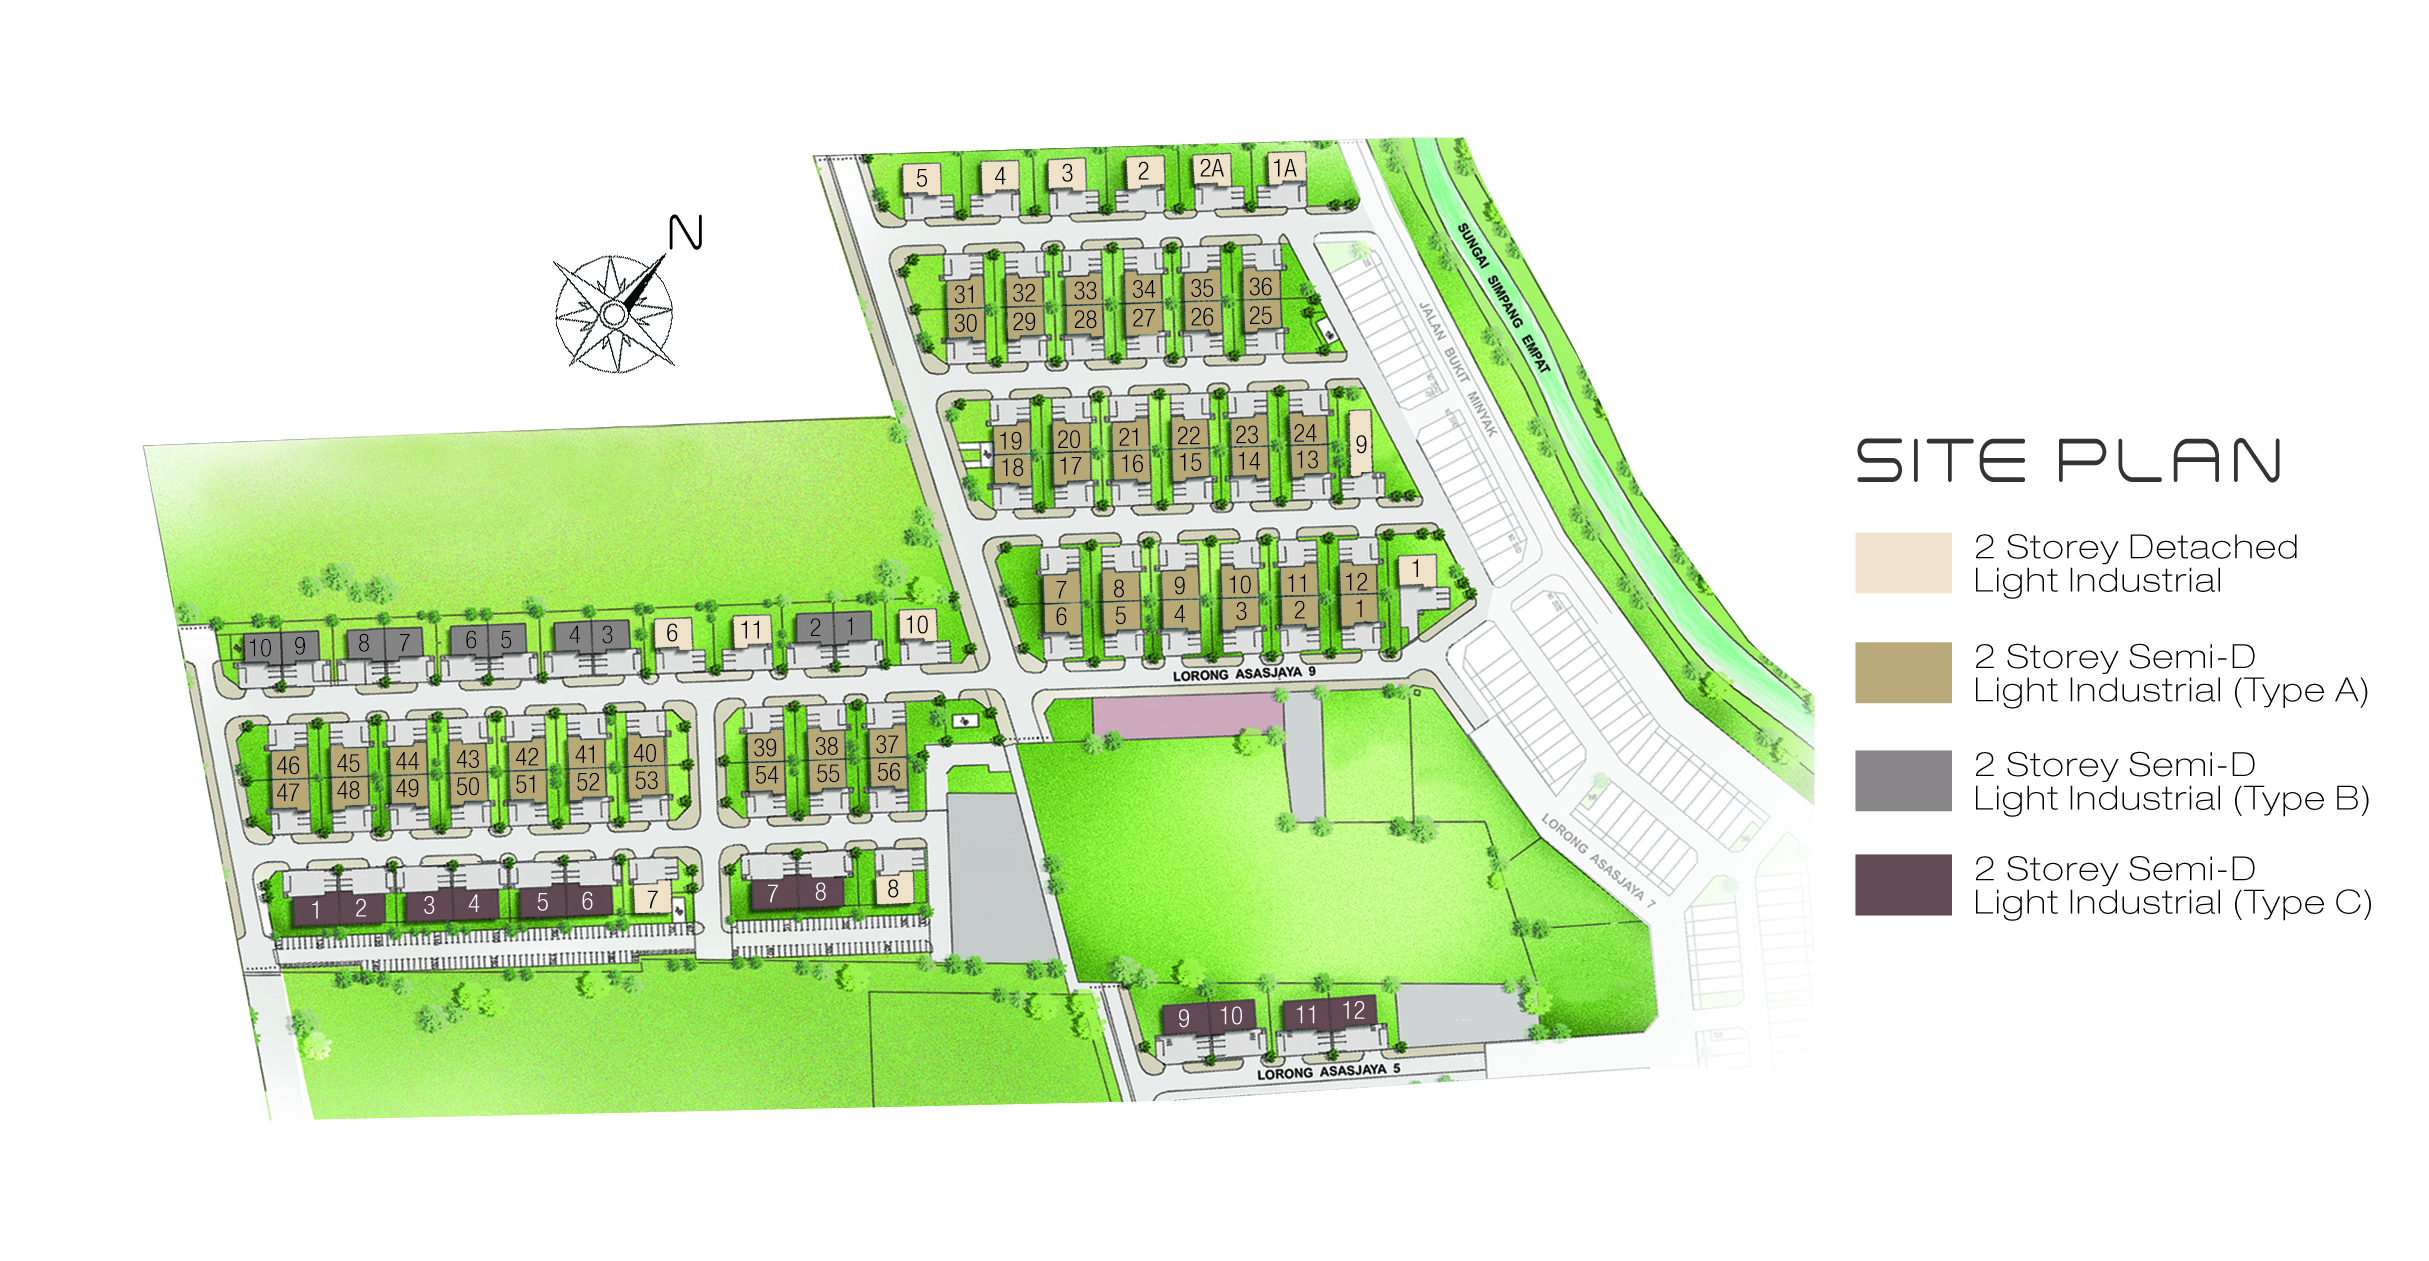 N
5 4 3 2 2A 1A
31 32 33 34 35 36
30 29 28 27 26 25
19 20 21 22 23 24 9
18 17 16 15 14 13
7 8 9 10 11 12 1
6 5 4 3 2 1
10 9 8 7 6 5 4 3 6 11 2 1 10
LORONG ASASJAYA 9
46 45 44 43 42 41 40 39 38 37
47 48 49 50 51 52 53 54 55 56
1 2 3 4 5 6 7 7 8 8
9 10 11 12
LORONG ASASJAYA 5
SUNGAI SIMPANG EMPAT
JALAN BUKIT MINYAK
LORONG ASASJAYA 7
SITE PLAN
2 Storey Detached
Light Industrial
2 Storey Semi-D
Light Industrial (Type A)
2 Storey Semi-D
Light Industrial (Type B)
2 Storey Semi-D
Light Industrial (Type C)